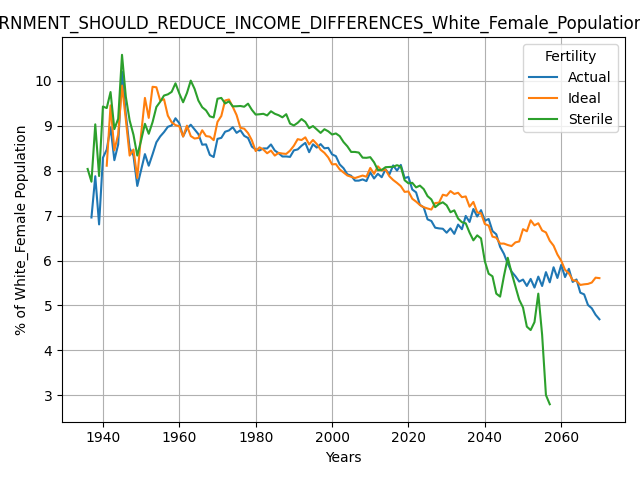 RNMENT_SHOULD_REDUCE_INCOME_DIFFERENCES_White_Female_Population
Fertility
Actual
Ideal
Sterile
% of White_Female Population
10
9
8
7
6
5
4
3
1940 1960 1980 2000 2020 2040 2060
Years